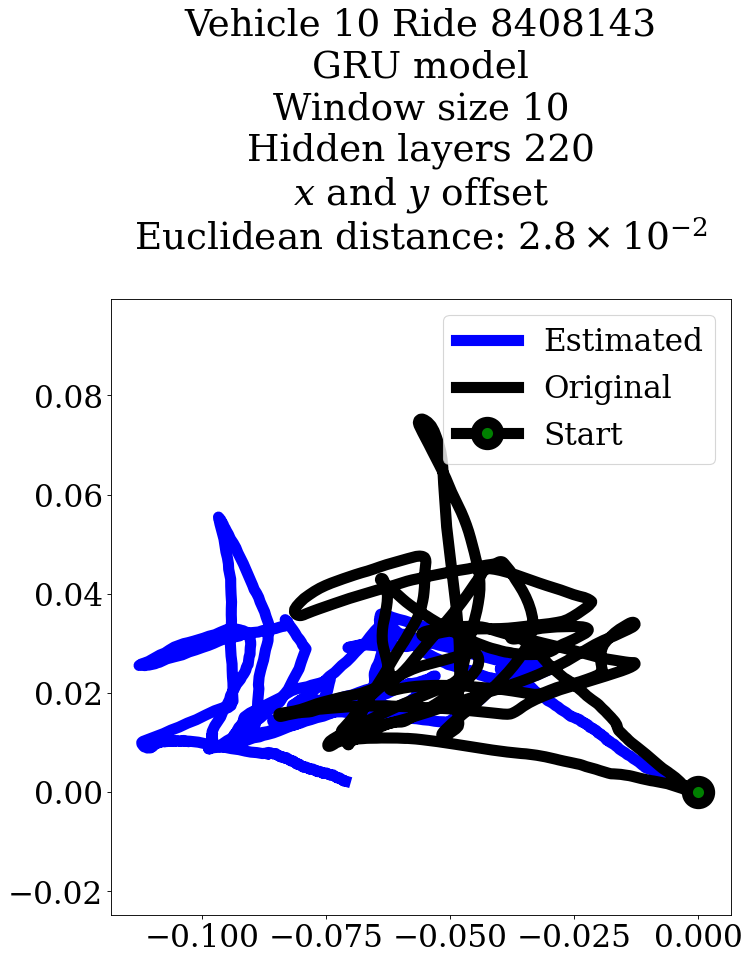 Vehicle 10 Ride 8408143
GRU model
Window size 10
Hidden layers 220
x and y offset
Euclidean distance: 2.8 × 10⁻²
Estimated
Original
Start
0.08
0.06
0.04
0.02
0.00
−0.02
−0.100 −0.075 −0.050 −0.025 0.000